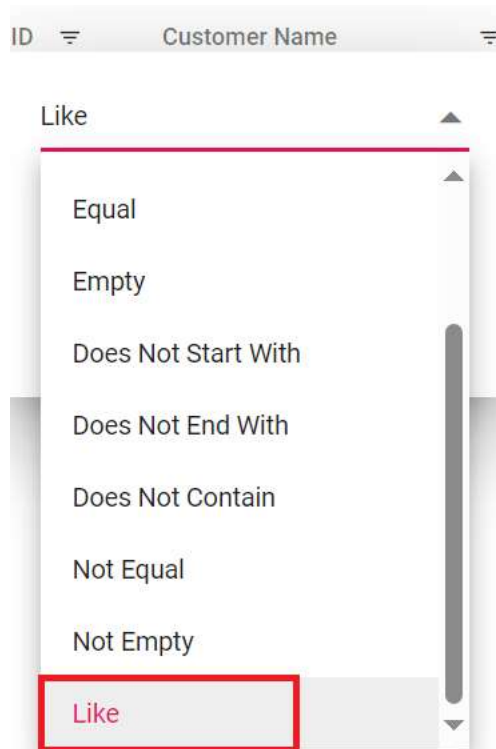 ID Customer Name
Like
Equal
Empty
Does Not Start With
Does Not End With
Does Not Contain
Not Equal
Not Empty
Like